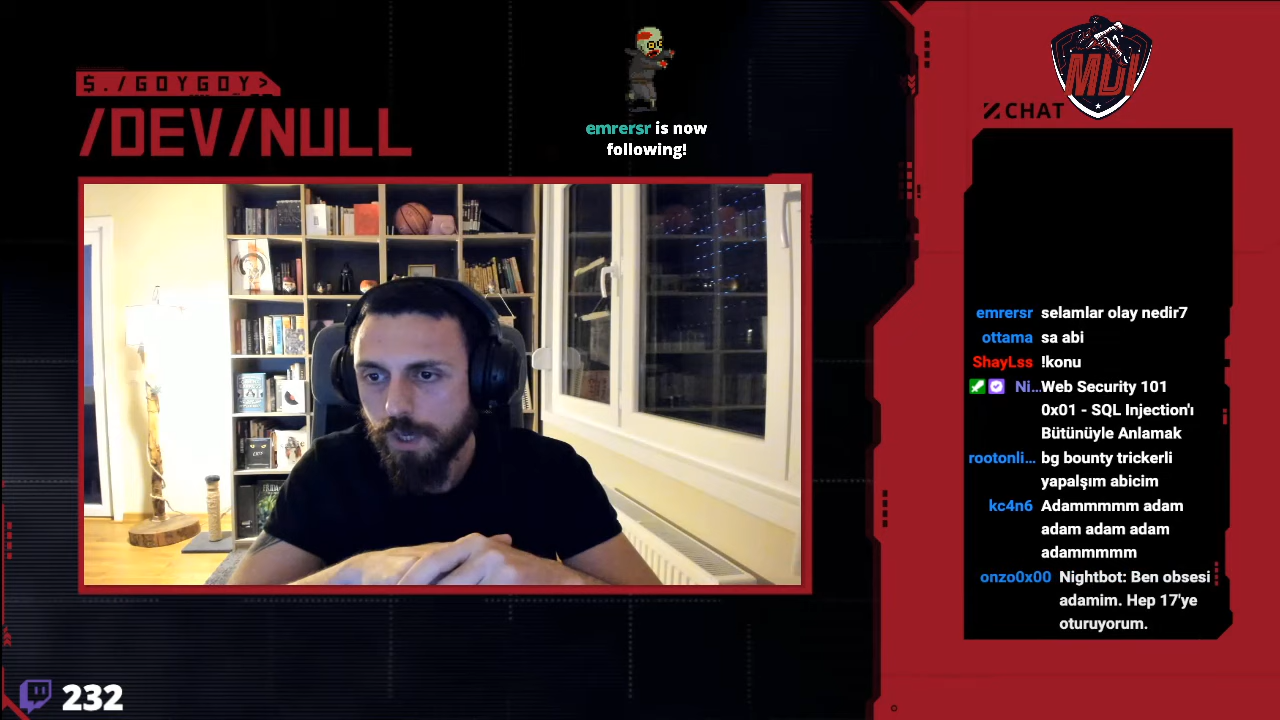 $./GOYGOY>
/DEV/NULL
emrersr is now
following!
MDI
CHAT
emrersr selamlar olay nedir7
ottama sa abi
ShayLss !konu
Ni... Web Security 101
0x01 - SQL Injection'ı
Bütünüyle Anlamak
rootonli... bg bounty trickerli
yapalşım abicim
kc4n6 Adammmmm adam
adam adam adam
adammmmm
onzo0x00 Nightbot: Ben obsesi
adamim. Hep 17'ye
oturuyorum.
232